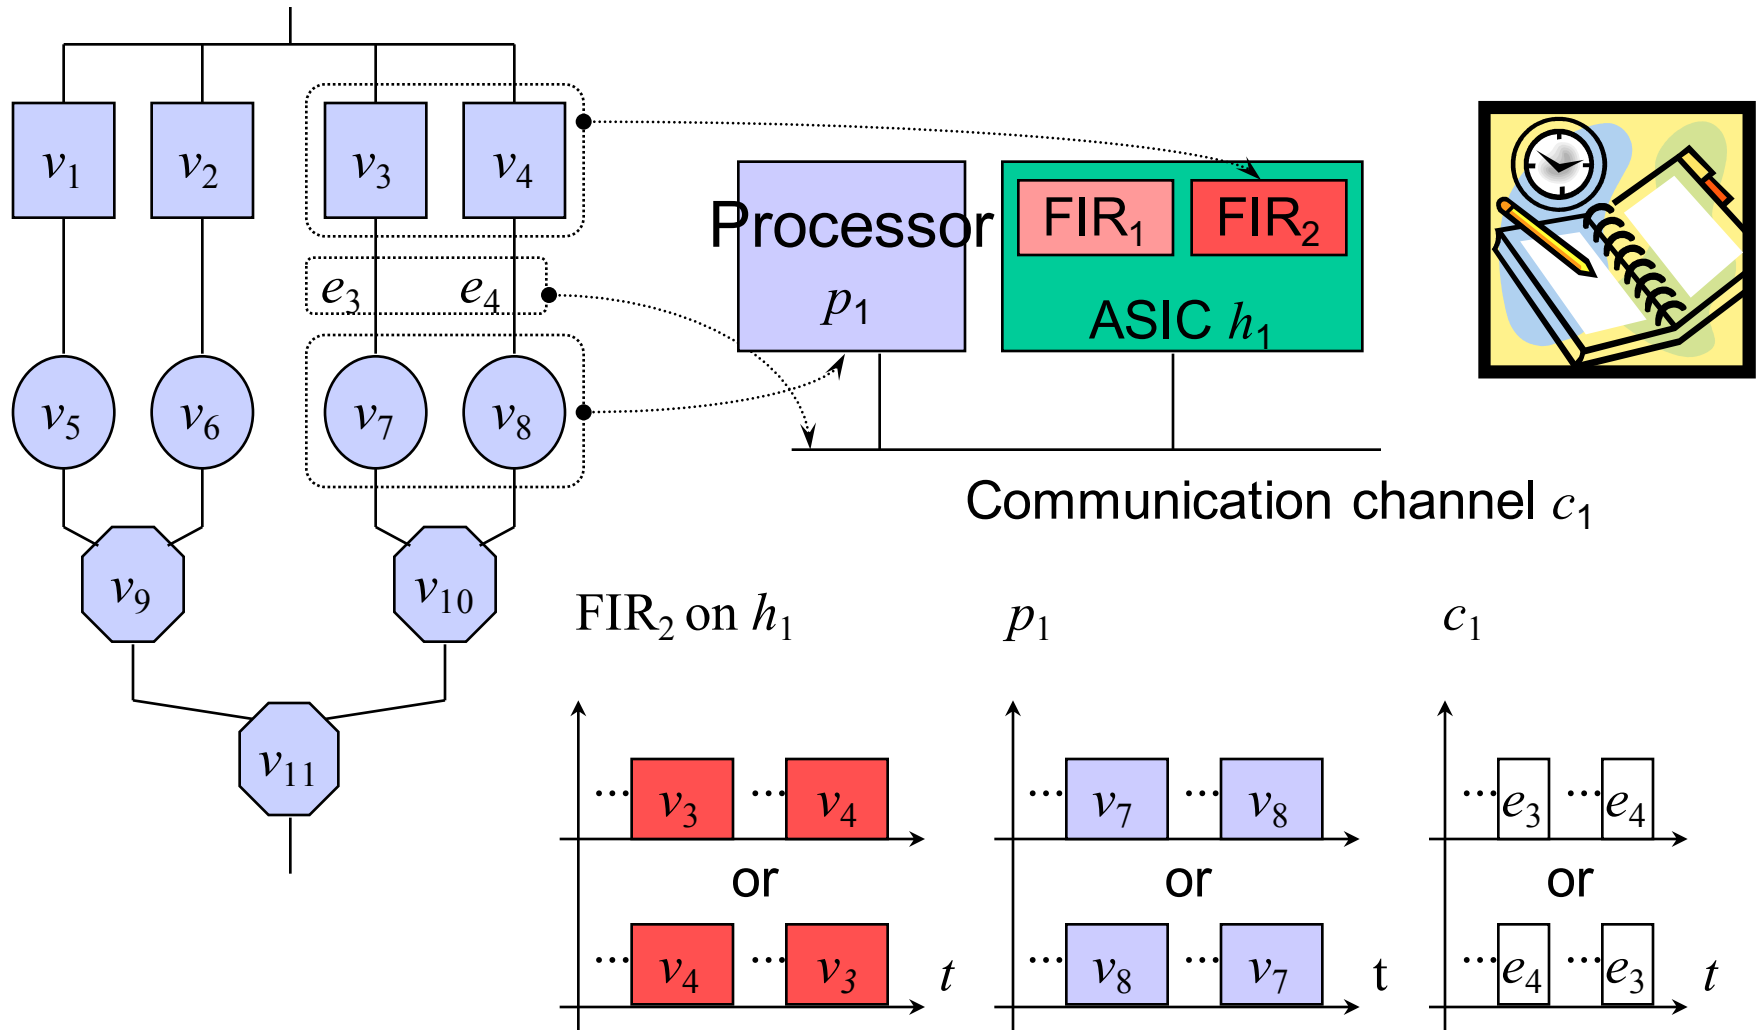 v1 v2 v3 v4
Processor
p1
FIR1 FIR2
ASIC h1
e3 e4
v5 v6 v7 v8
Communication channel c1
v9 v10
v11
FIR2 on h1
p1
c1
... v3 ... v4
or
... v4 ... v3 t
... v7 ... v8
or
... v8 ... v7 t
... e3 ... e4
or
... e4 ... e3 t